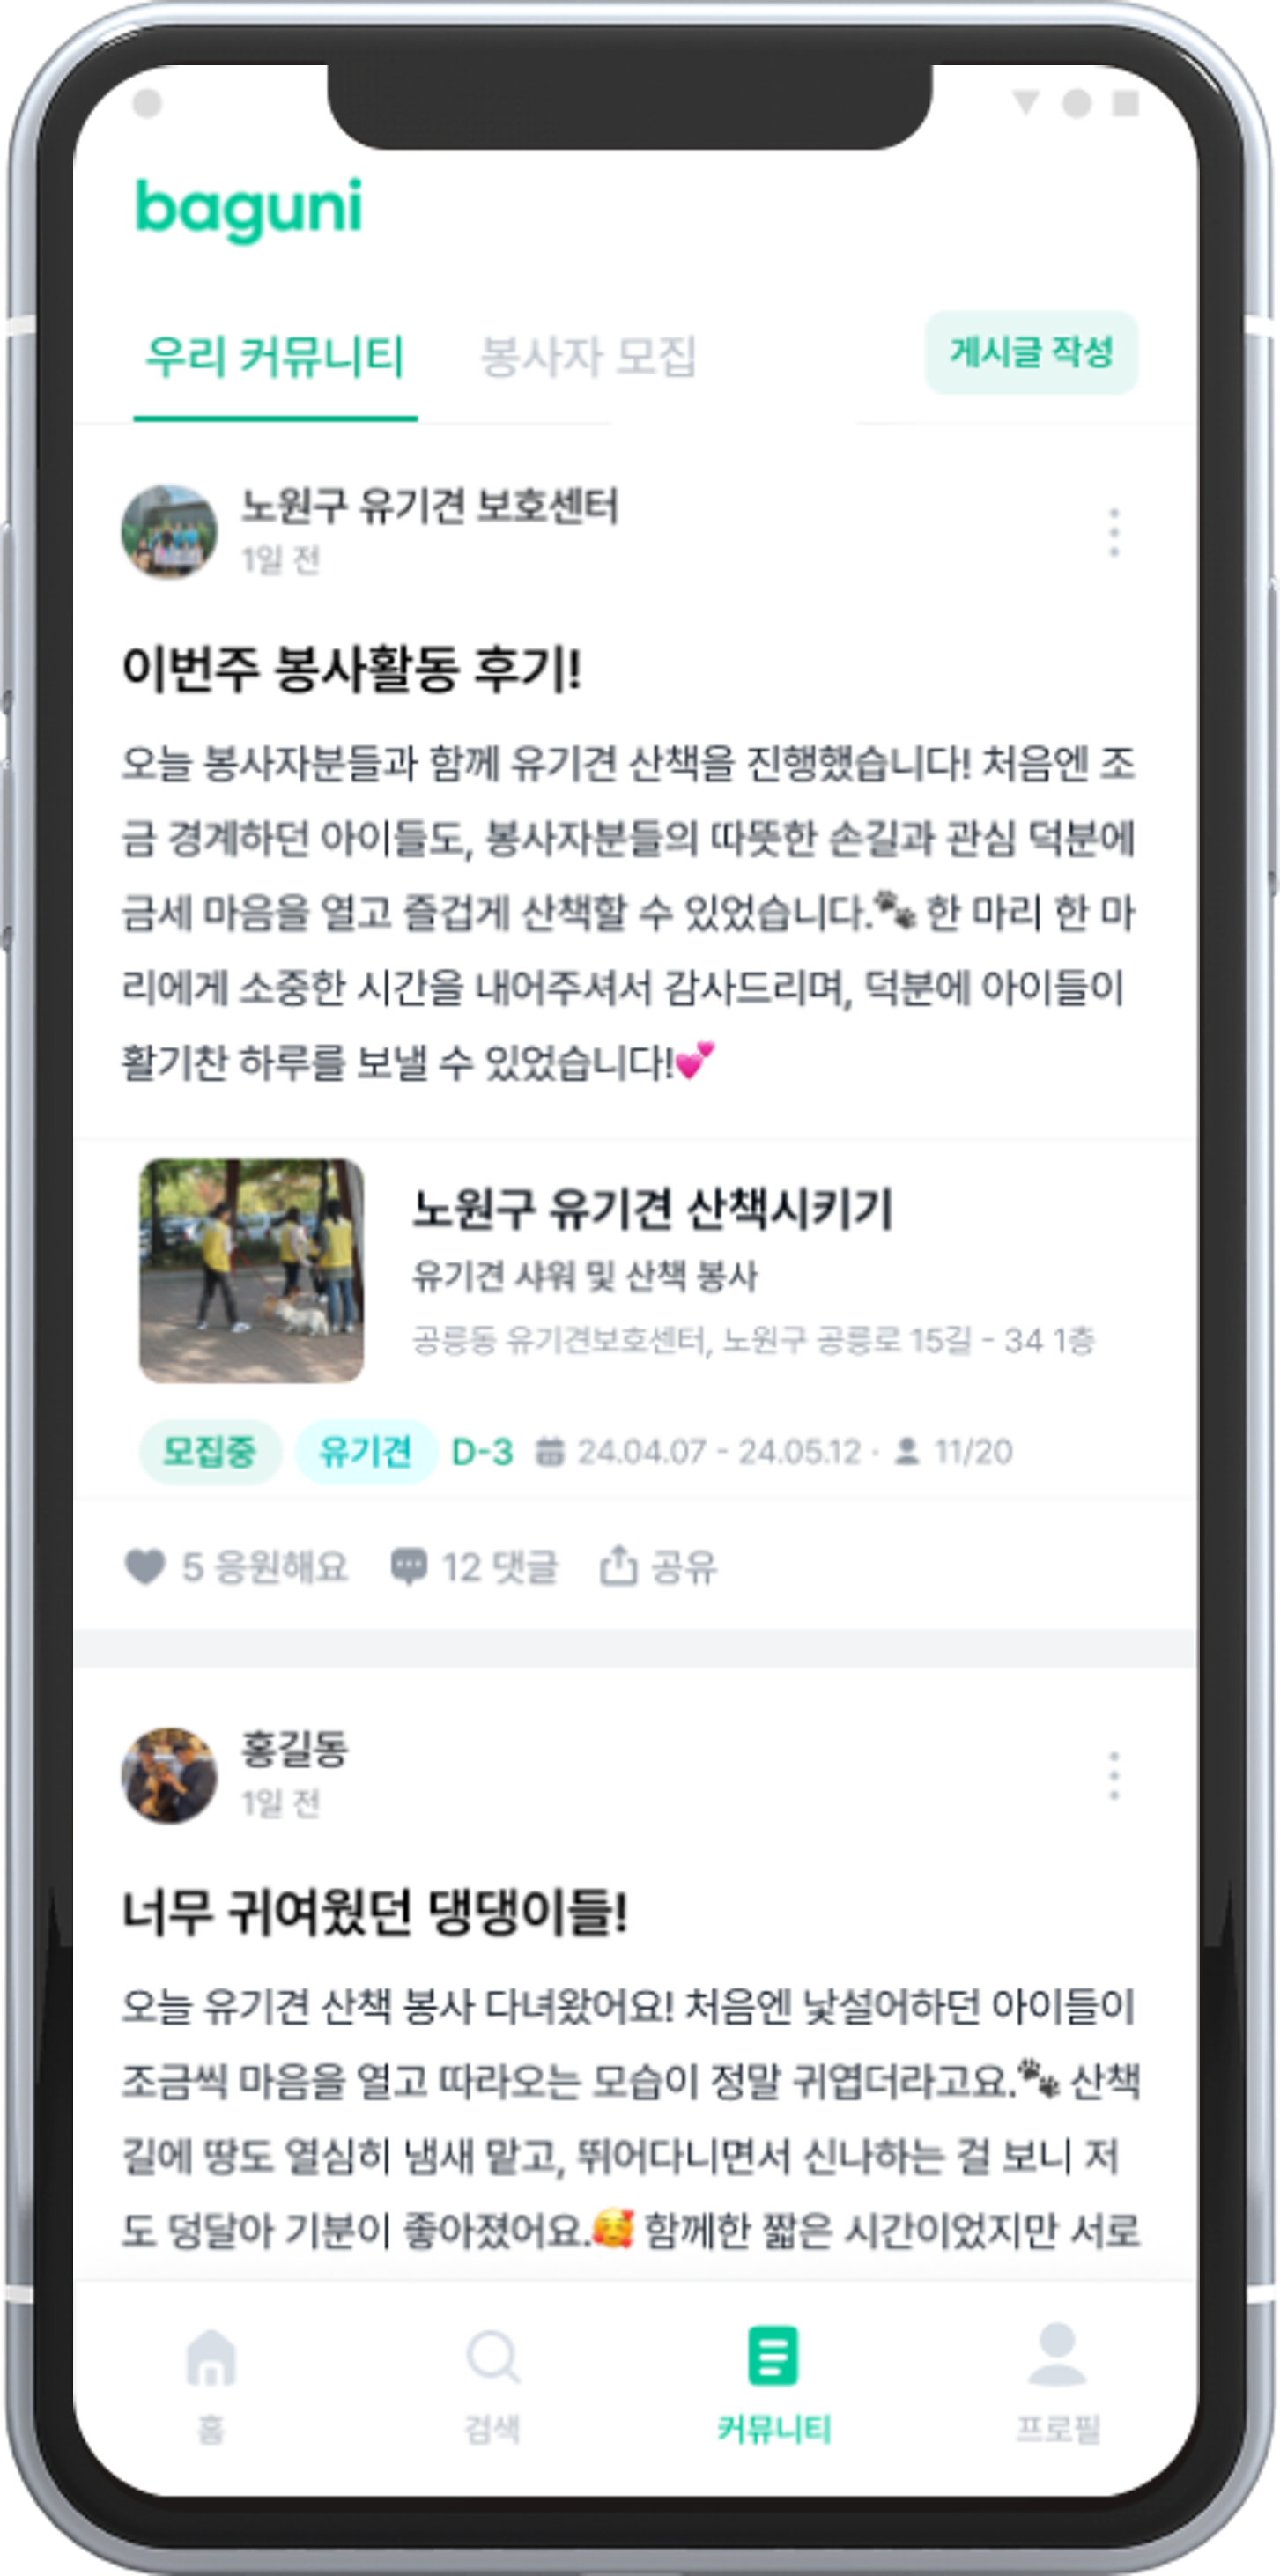 baguni
우리 커뮤니티 봉사자 모집 게시글 작성
노원구 유기견 보호센터
1일 전
이번주 봉사활동 후기!
오늘 봉사자분들과 함께 유기견 산책을 진행했습니다! 처음엔 조
금 경계하던 아이들도, 봉사자분들의 따뜻한 손길과 관심 덕분에
금세 마음을 열고 즐겁게 산책할 수 있었습니다.🐾 한 마리 한 마
리에게 소중한 시간을 내어주셔서 감사드리며, 덕분에 아이들이
활기찬 하루를 보낼 수 있었습니다!💕
노원구 유기견 산책시키기
유기견 샤워 및 산책 봉사
공릉동 유기견보호센터, 노원구 공릉로 15길 - 34 1층
모집중 유기견 D-3 24.04.07 - 24.05.12 · 11/20
5 응원해요 12 댓글 공유
홍길동
1일 전
너무 귀여웠던 댕댕이들!
오늘 유기견 산책 봉사 다녀왔어요! 처음엔 낯설어하던 아이들이
조금씩 마음을 열고 따라오는 모습이 정말 귀엽더라고요.🐾 산책
길에 땅도 열심히 냄새 맡고, 뛰어다니면서 신나하는 걸 보니 저
도 덩달아 기분이 좋아졌어요.🥰 함께한 짧은 시간이었지만 서로
홈 검색 커뮤니티 프로필